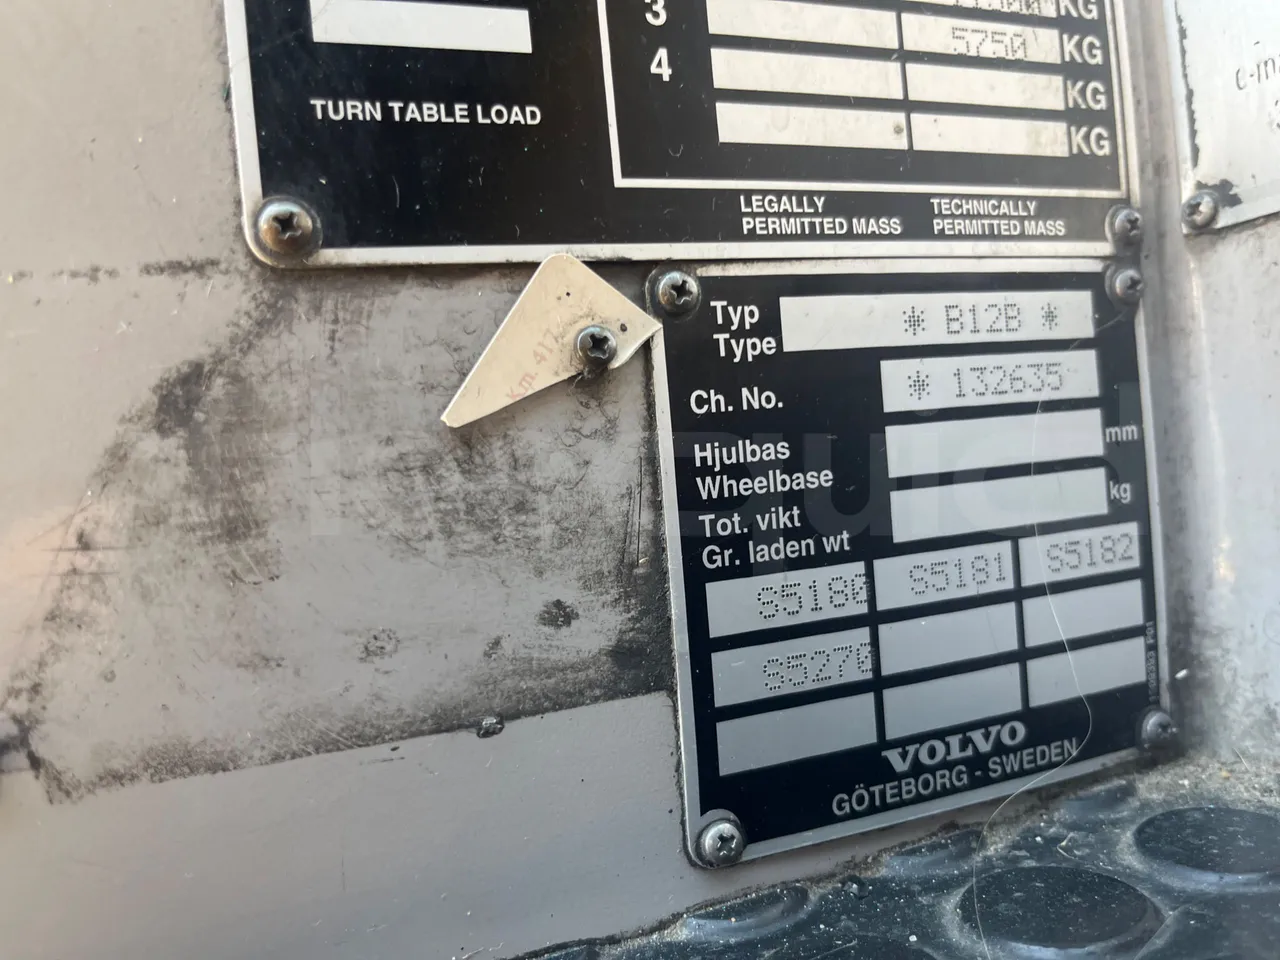 3
KG
5750 KG
4
KG
KG
TURN TABLE LOAD
LEGALLY
PERMITTED MASS
TECHNICALLY
PERMITTED MASS
Typ
Type
* B12B *
Ch. No.
* 132635
Hjulbas
Wheelbase
mm
Tot. vikt
Gr. laden wt
kg
S5180 S5181 S5182
S5270
VOLVO
GÖTEBORG - SWEDEN
Km.